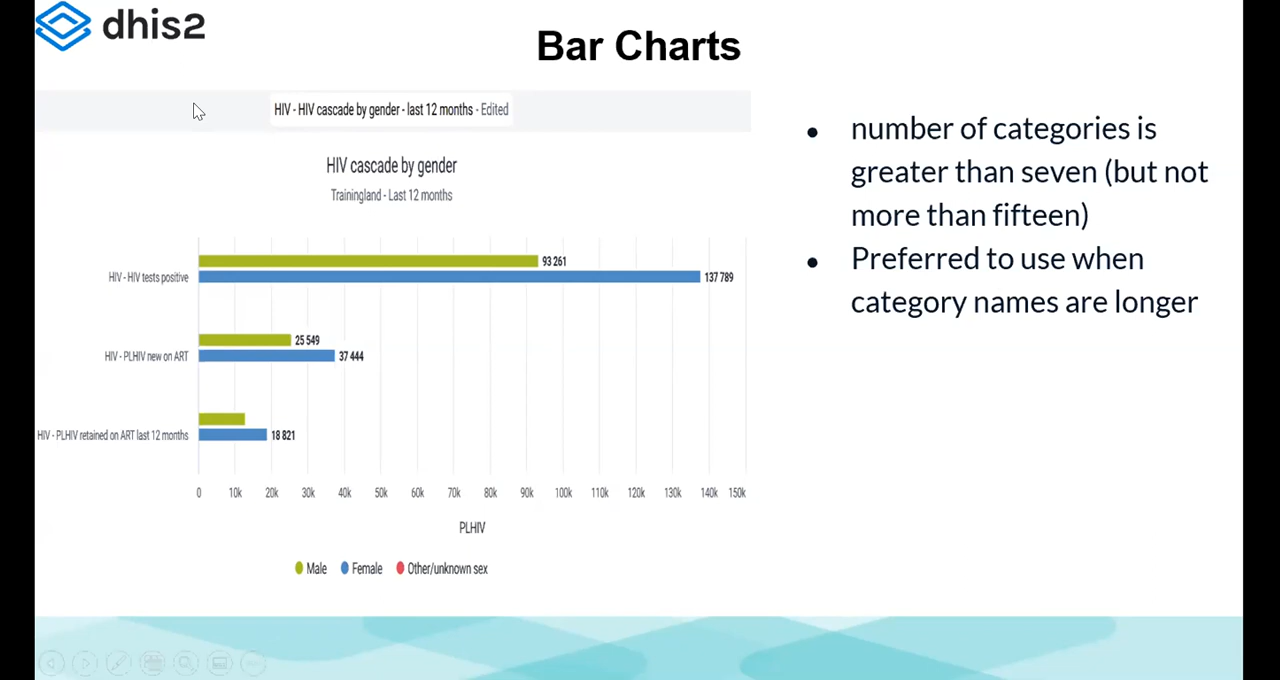 dhis2
Bar Charts
HIV - HIV cascade by gender - last 12 months - Edited
HIV cascade by gender
Trainingland - Last 12 months
HIV - HIV tests positive
93 261
137 789
HIV - PLHIV new on ART
25 549
37 444
HIV - PLHIV retained on ART last 12 months
18 821
0 10k 20k 30k 40k 50k 60k 70k 80k 90k 100k 110k 120k 130k 140k 150k
PLHIV
Male Female Other/unknown sex
● number of categories is
greater than seven (but not
more than fifteen)
● Preferred to use when
category names are longer